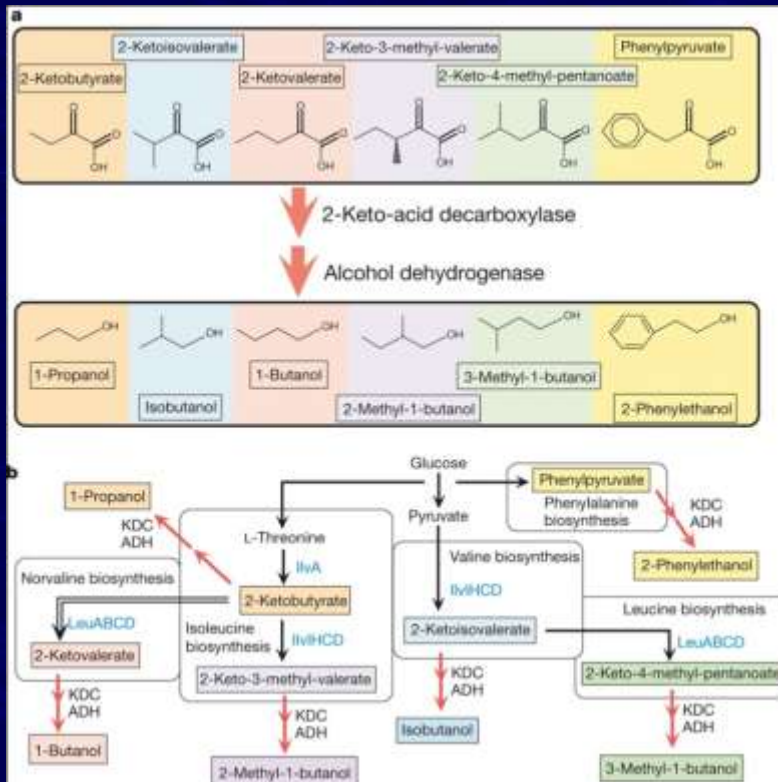 a
2-Ketoisovalerate
2-Keto-3-methyl-valerate
Phenylpyruvate
2-Ketobutyrate
2-Ketovalerate
2-Keto-4-methyl-pentanoate
O
O
O
O
O
O
O
O
O
O
O
O
OH
OH
OH
OH
OH
OH
2-Keto-acid decarboxylase
Alcohol dehydrogenase
OH
OH
OH
OH
OH
OH
1-Propanol
1-Butanol
3-Methyl-1-butanol
Isobutanol
2-Methyl-1-butanol
2-Phenylethanol
b
Glucose
1-Propanol
Phenylpyruvate
KDC
ADH
Pyruvate
Phenylalanine
biosynthesis
KDC
ADH
L-Threonine
IlvA
Valine biosynthesis
2-Phenylethanol
Norvaline biosynthesis
2-Ketobutyrate
IlvIHCD
Leucine biosynthesis
LeuABCD
Isoleucine
biosynthesis
IlvIHCD
2-Ketoisovalerate
LeuABCD
2-Ketovalerate
2-Keto-3-methyl-valerate
2-Keto-4-methyl-pentanoate
KDC
ADH
KDC
ADH
KDC
ADH
KDC
ADH
1-Butanol
Isobutanol
2-Methyl-1-butanol
3-Methyl-1-butanol